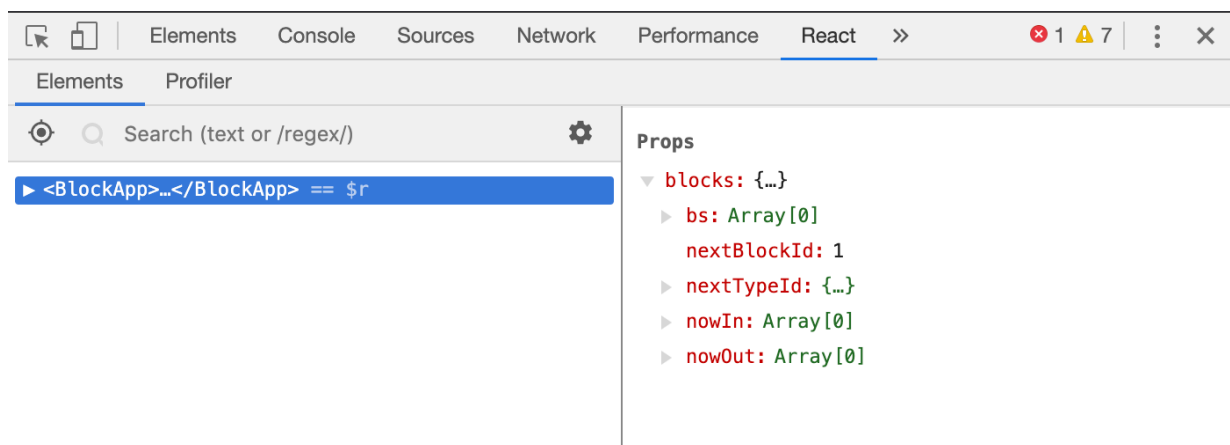 Elements Console Sources Network Performance React » 1 7
Elements Profiler
Search (text or /regex/)
<BlockApp>…</BlockApp> == $r
Props
blocks: {…}
bs: Array[0]
nextBlockId: 1
nextTypeId: {…}
nowIn: Array[0]
nowOut: Array[0]